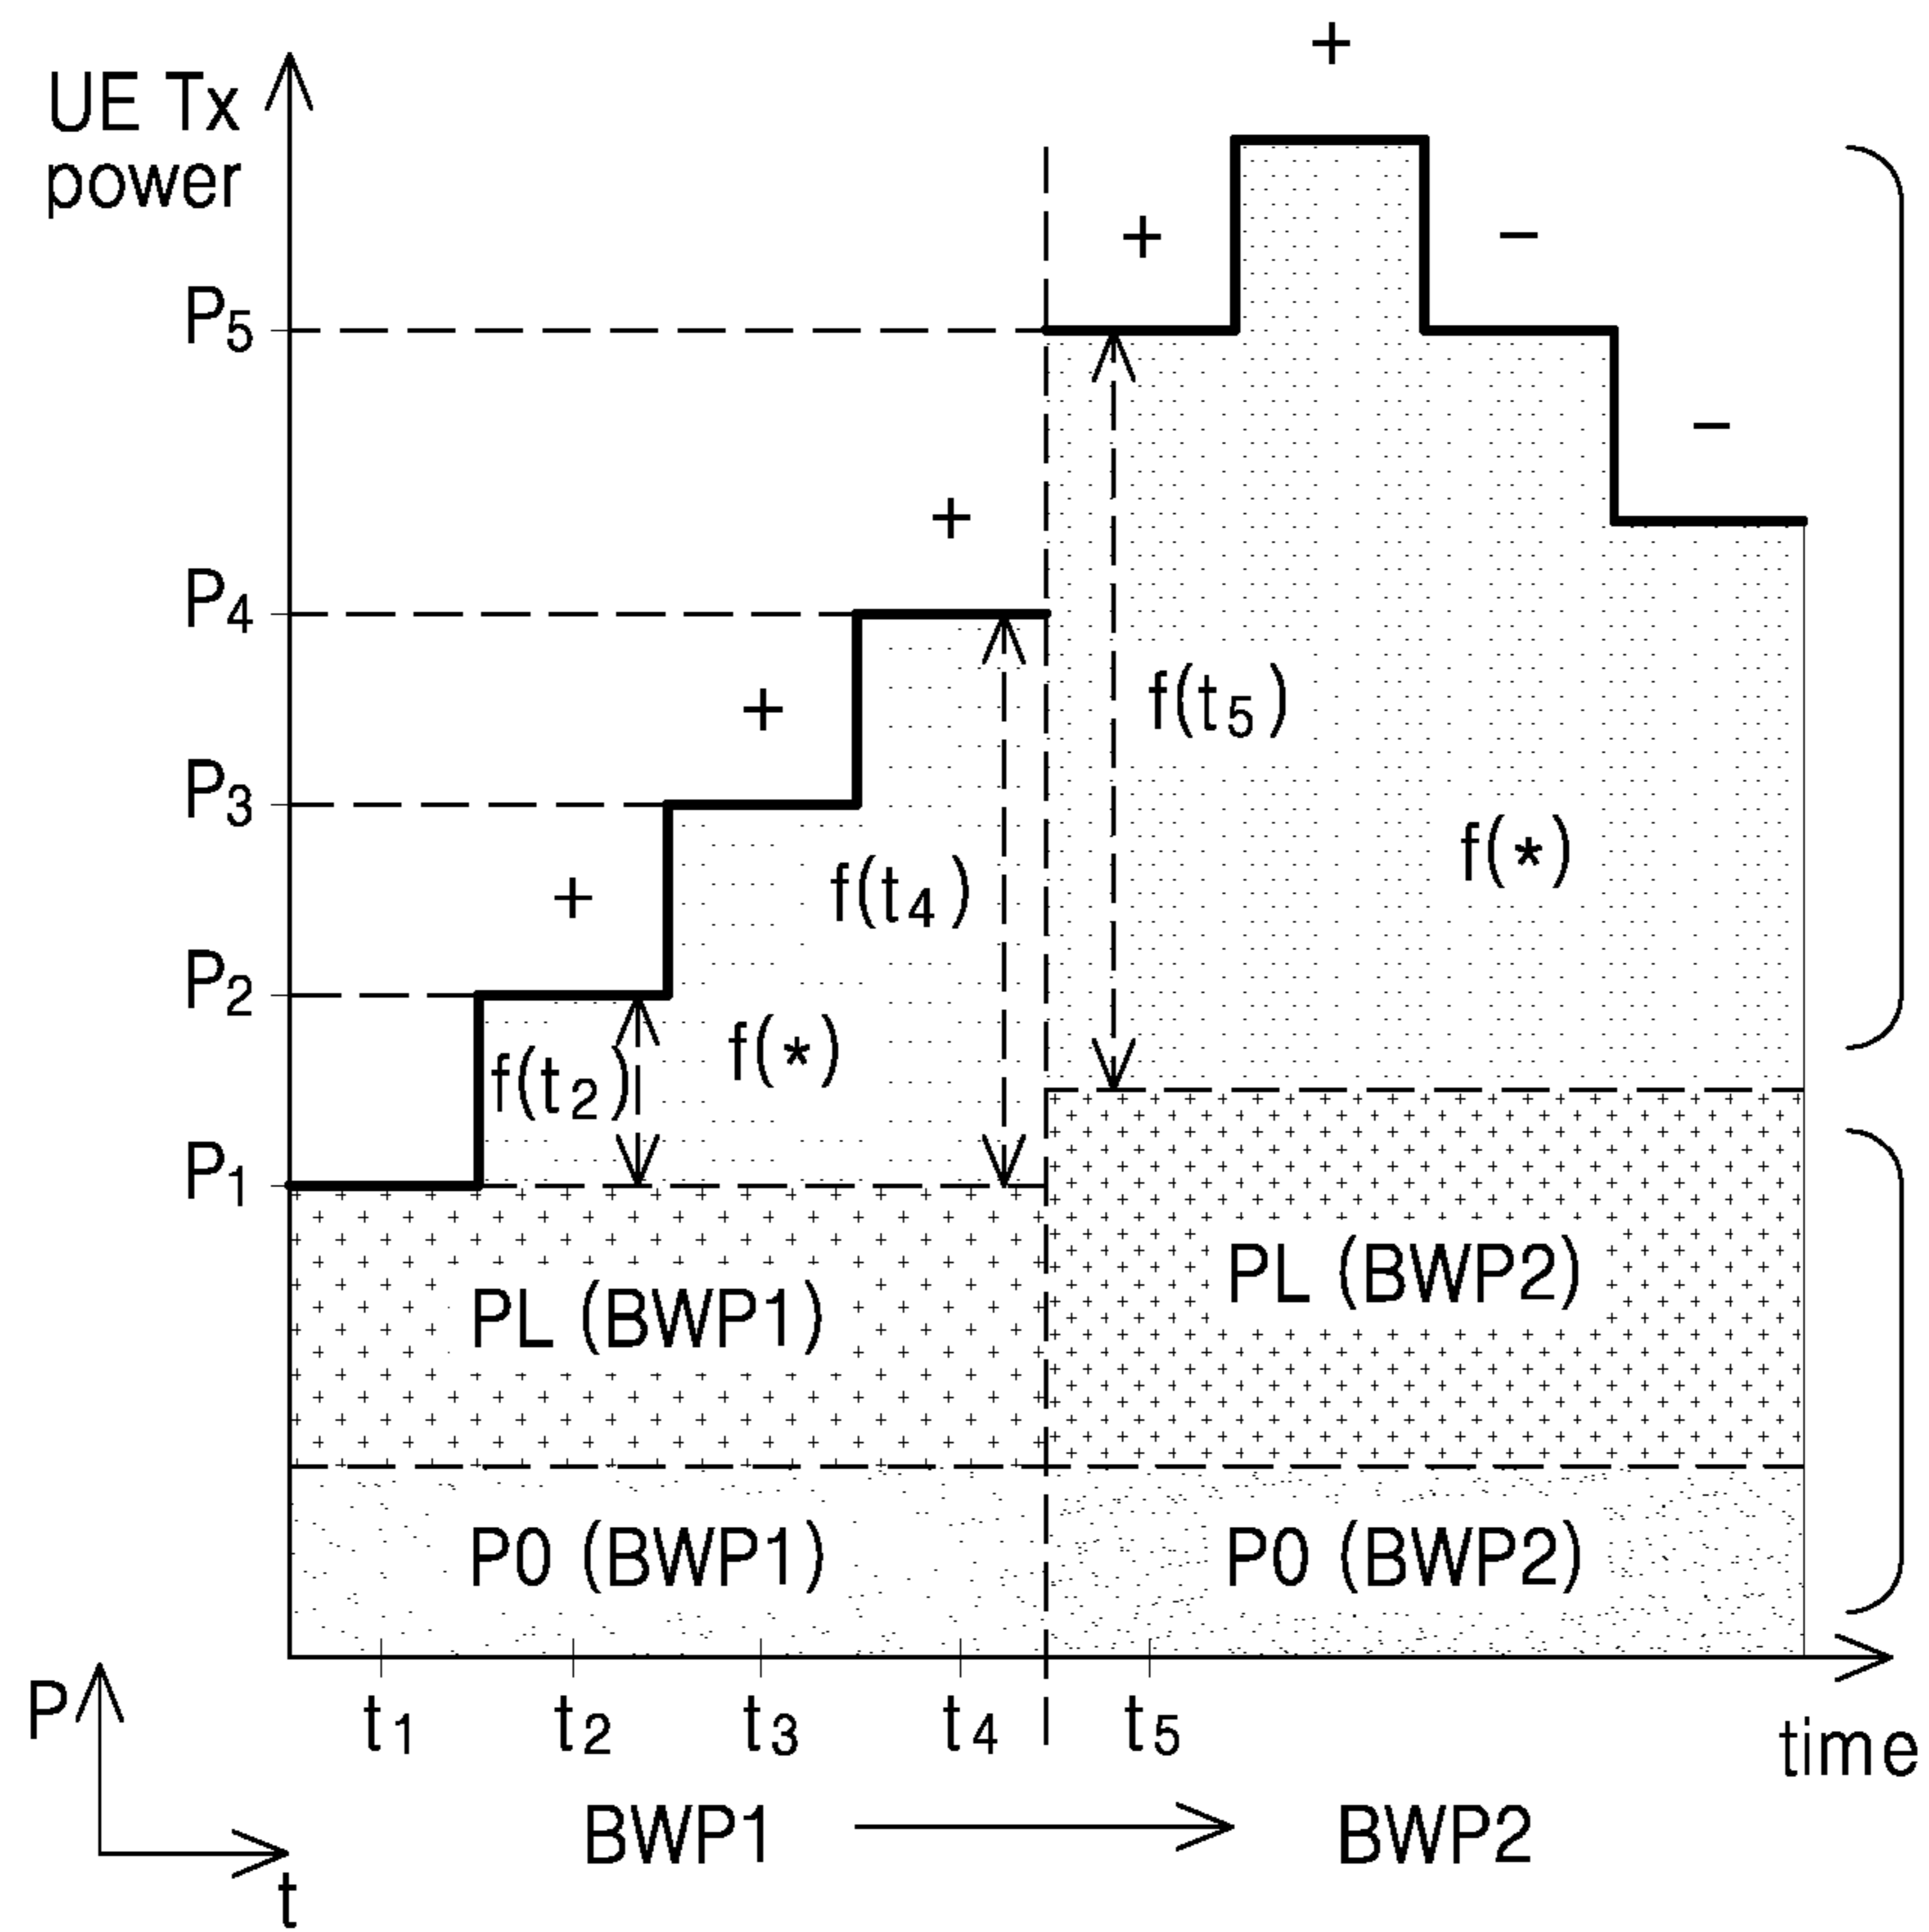 +
UE Tx
power
+
−
P5
−
+
P4
f(t5)
+
P3
f(*)
f(t4)
+
P2
f(*)
f(t2)
P1
PL (BWP2)
PL (BWP1)
P0 (BWP1)
P0 (BWP2)
P
t1
t2
t3
t4
t5
time
BWP1
BWP2
t